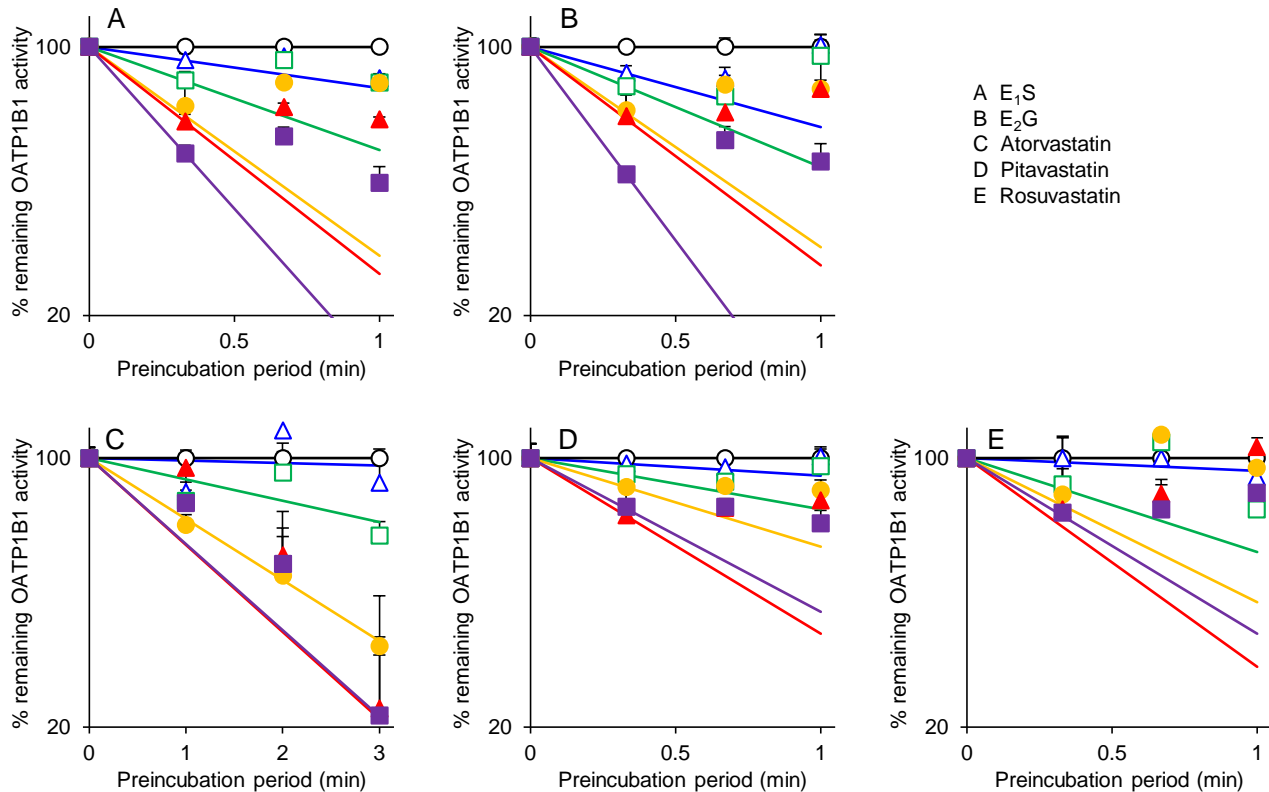 A
% remaining OATP1B1 activity
100
20
0
0.5
1
Preincubation period (min)
B
% remaining OATP1B1 activity
100
20
0
0.5
1
Preincubation period (min)
A E₁S
B E₂G
C Atorvastatin
D Pitavastatin
E Rosuvastatin
C
% remaining OATP1B1 activity
100
20
0
1
2
3
Preincubation period (min)
D
% remaining OATP1B1 activity
100
20
0
0.5
1
Preincubation period (min)
E
% remaining OATP1B1 activity
100
20
0
0.5
1
Preincubation period (min)